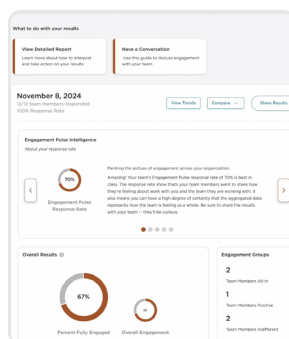 What to do with your results
View Detailed Report
Learn more about how to interpret
and take action on your results
Have a Conversation
Use this guide to discuss engagement
with your team
November 8, 2024
12/12 team members responded
100% Response Rate
View Trends
Compare
Share Results
Engagement Pulse Intelligence
About your response rate
70%
Engagement Pulse
Response Rate
Painting the picture of engagement across your organization
Amazing! Your team's Engagement Pulse response rate of 70% is best in
class. The response rate shows your team members want to share how
they're feeling about work with you and the team they are working with. It
also means you can have a high degree of certainty that the aggregated data
represents how the team is feeling as a whole. Be sure to share the results
with your team – they'll be curious.
Overall Results
67%
Percent Fully Engaged
Overall Engagement
Engagement Groups
2
Team Members All-In
1
Team Members Positive
2
Team Members Indifferent